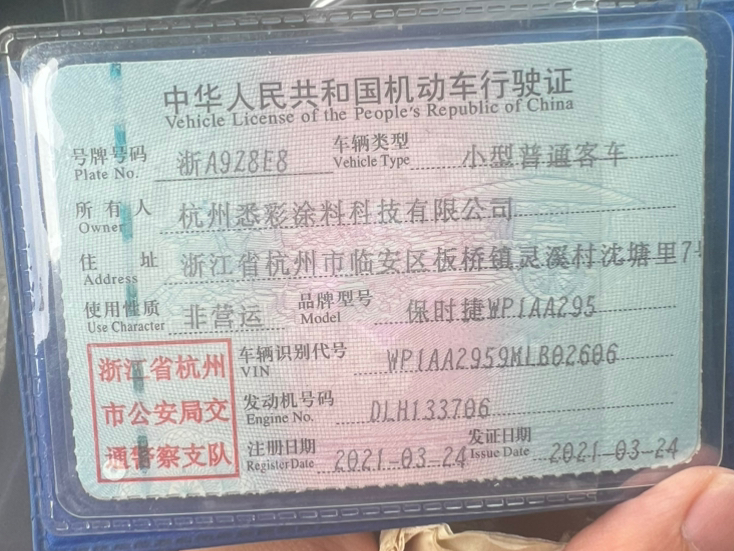 中华人民共和国机动车行驶证
Vehicle License of the People's Republic of China
号牌号码 浙A9Z8E8 车辆类型 小型普通客车
Plate No. Vehicle Type
所有人 杭州悉彩涂料科技有限公司
Owner
住址 浙江省杭州市临安区板桥镇灵溪村沈塘里7
Address
使用性质 非营运 品牌型号 保时捷WP1AA295
Use Character Model
浙江省杭州
市公安局交
通警察支队
车辆识别代号 WP1AA2959MLB02606
VIN
发动机号码 DLH133706
Engine No.
注册日期 2021-03-24 发证日期 2021-03-24
Register Date Issue Date